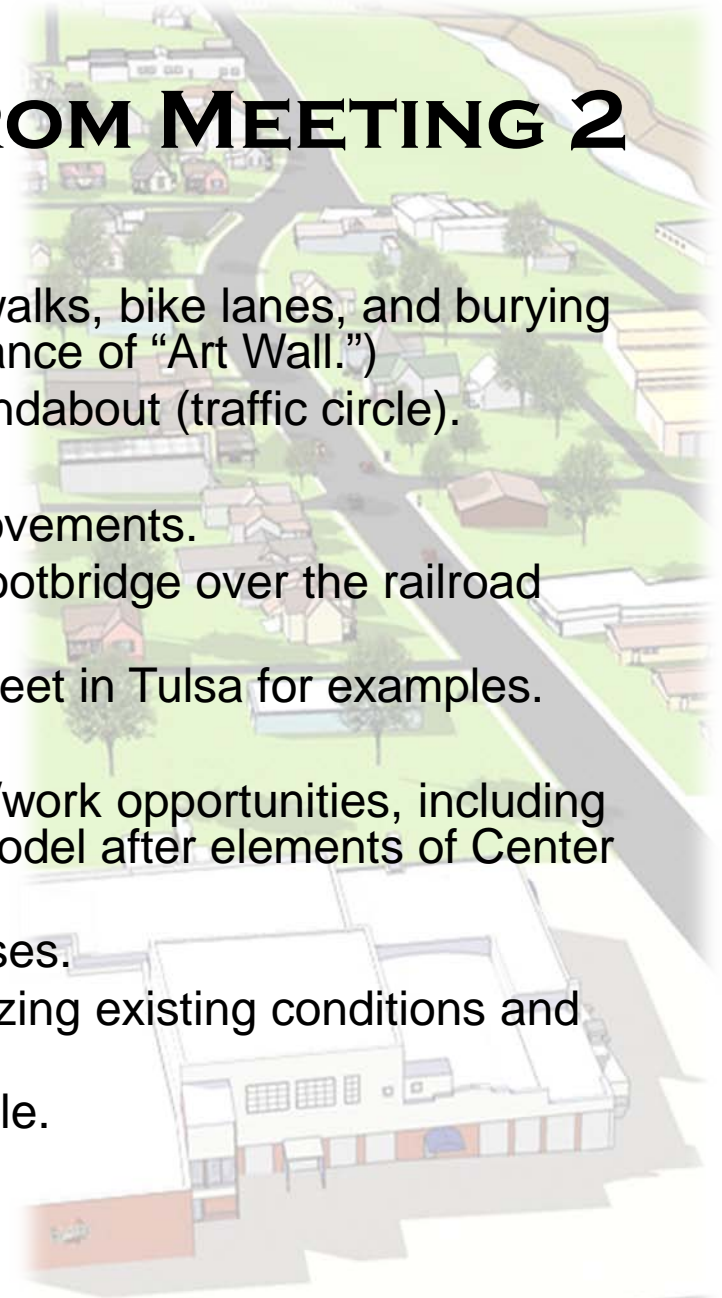 ROM MEETING 2
walks, bike lanes, and burying
ance of “Art Wall.”)
ndabout (traffic circle).
ovements.
ootbridge over the railroad
eet in Tulsa for examples.
/work opportunities, including
odel after elements of Center
ses.
zing existing conditions and
le.